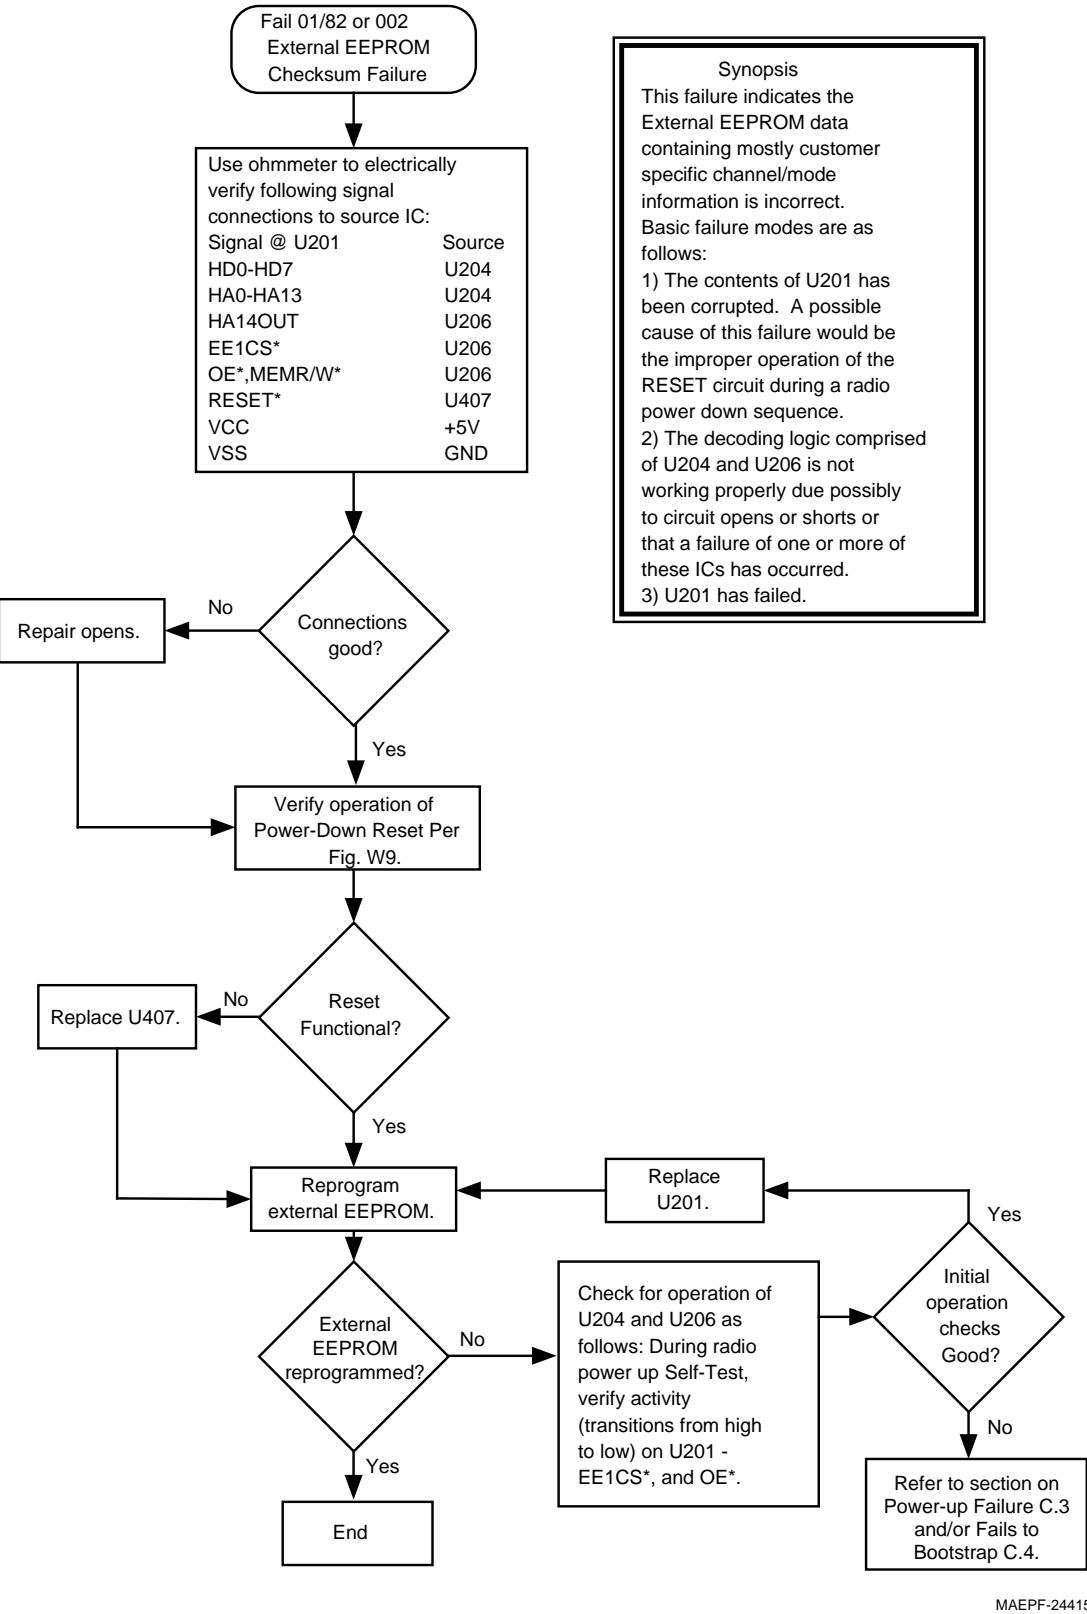 Fail 01/82 or 002
External EEPROM
Checksum Failure
Use ohmmeter to electrically
verify following signal
connections to source IC:
Signal @ U201 Source
HD0-HD7 U204
HA0-HA13 U204
HA14OUT U206
EE1CS* U206
OE*,MEMR/W* U206
RESET* U407
VCC +5V
VSS GND
Synopsis
This failure indicates the
External EEPROM data
containing mostly customer
specific channel/mode
information is incorrect.
Basic failure modes are as
follows:
1) The contents of U201 has
been corrupted. A possible
cause of this failure would be
the improper operation of the
RESET circuit during a radio
power down sequence.
2) The decoding logic comprised
of U204 and U206 is not
working properly due possibly
to circuit opens or shorts or
that a failure of one or more of
these ICs has occurred.
3) U201 has failed.
No
Repair opens.
Connections
good?
Yes
Verify operation of
Power-Down Reset Per
Fig. W9.
No
Replace U407.
Reset
Functional?
Yes
Reprogram
external EEPROM.
Replace
U201.
Yes
External
EEPROM
reprogrammed?
No
Check for operation of
U204 and U206 as
follows: During radio
power up Self-Test,
verify activity
(transitions from high
to low) on U201 -
EE1CS*, and OE*.
Initial
operation
checks
Good?
No
Yes
End
Refer to section on
Power-up Failure C.3
and/or Fails to
Bootstrap C.4.
MAEPF-24415